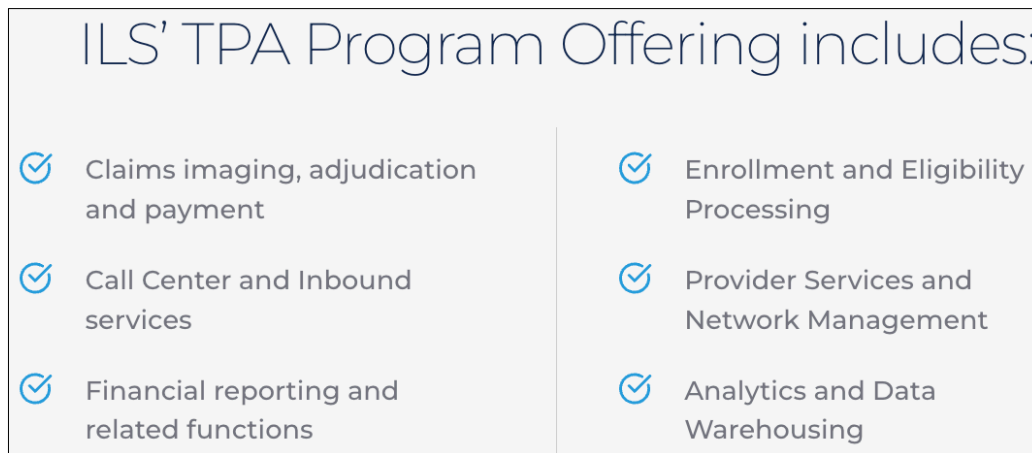 ILS' TPA Program Offering includes:
Claims imaging, adjudication
and payment
Call Center and Inbound
services
Financial reporting and
related functions
Enrollment and Eligibility
Processing
Provider Services and
Network Management
Analytics and Data
Warehousing